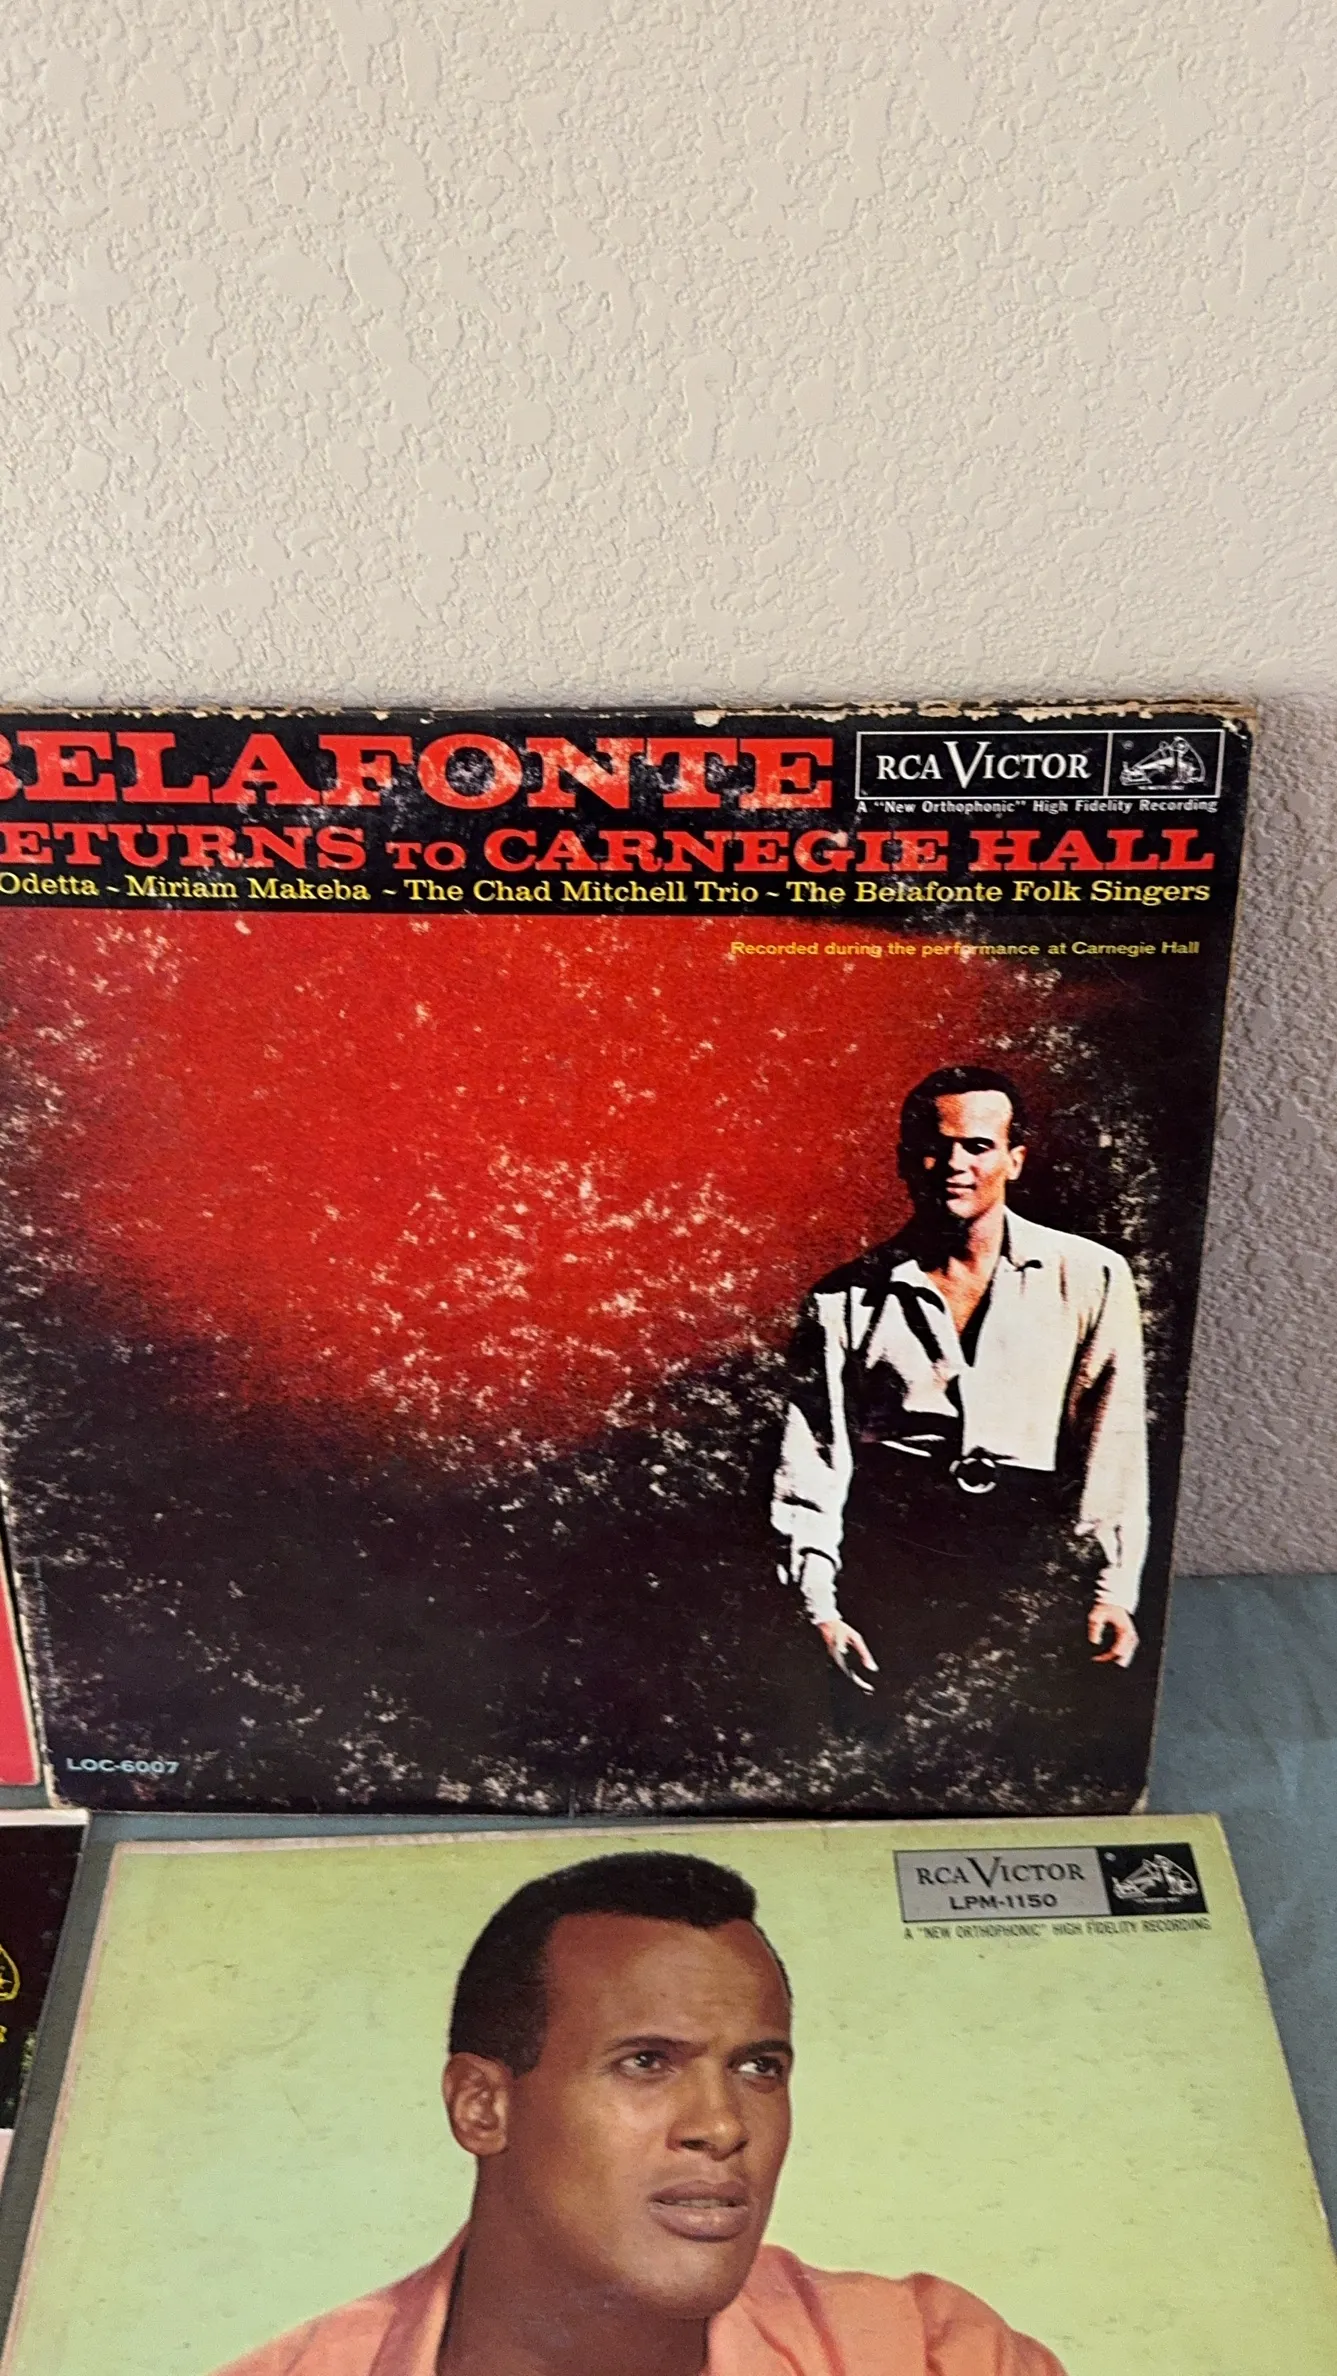 BELAFONTE
RCA VICTOR
A "New Orthophonic" High Fidelity Recording
ETURNS TO CARNEGIE HALL
Odetta ~ Miriam Makeba ~ The Chad Mitchell Trio ~ The Belafonte Folk Singers
Recorded during the performance at Carnegie Hall
LOC-6007
RCA VICTOR
LPM-1150
A "NEW ORTHOPHONIC" HIGH FIDELITY RECORDING